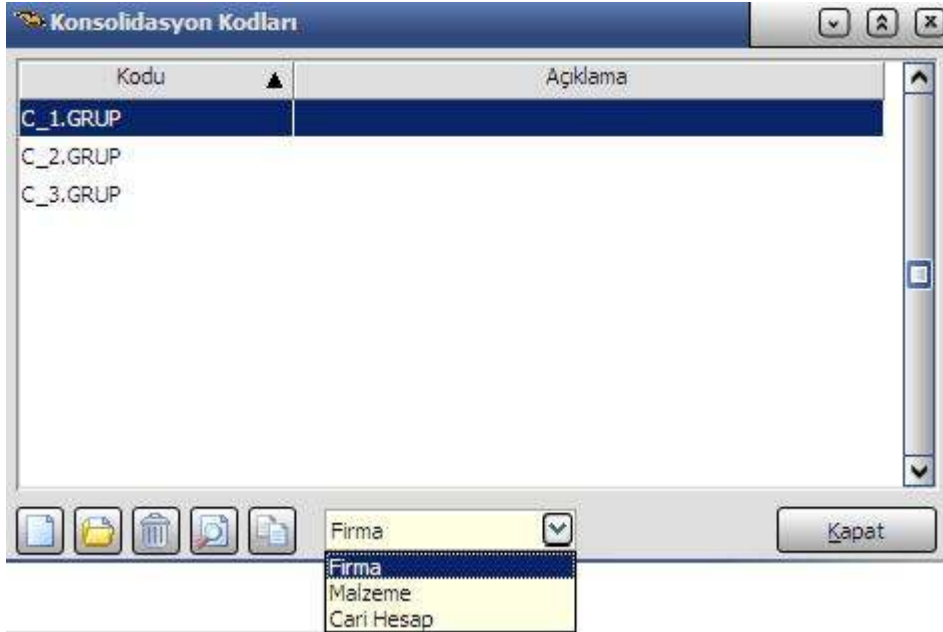 Konsolidasyon Kodları
Kodu Açıklama
C_1.GRUP
C_2.GRUP
C_3.GRUP
Firma Kapat
Firma
Malzeme
Cari Hesap